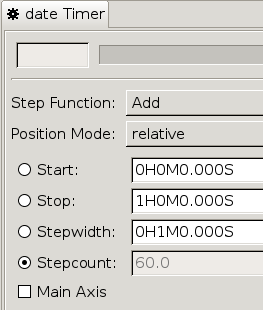 date Timer
Step Function: Add
Position Mode: relative
Start: 0H0M0.000S
Stop: 1H0M0.000S
Stepwidth: 0H1M0.000S
Stepcount: 60.0
Main Axis